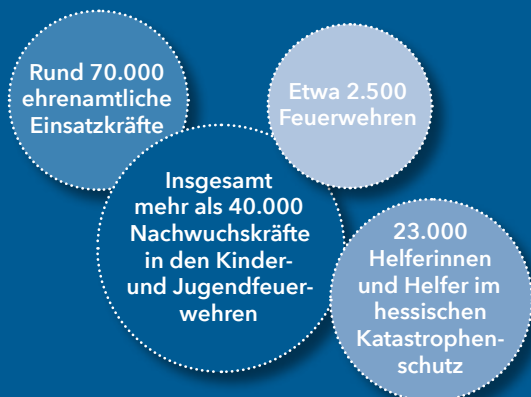 Rund 70.000
ehrenamtliche
Einsatzkräfte
Etwa 2.500
Feuerwehren
Insgesamt
mehr als 40.000
Nachwuchskräfte
in den Kinder-
und Jugendfeuer-
wehren
23.000
Helferinnen
und Helfer im
hessischen
Katastrophen-
schutz